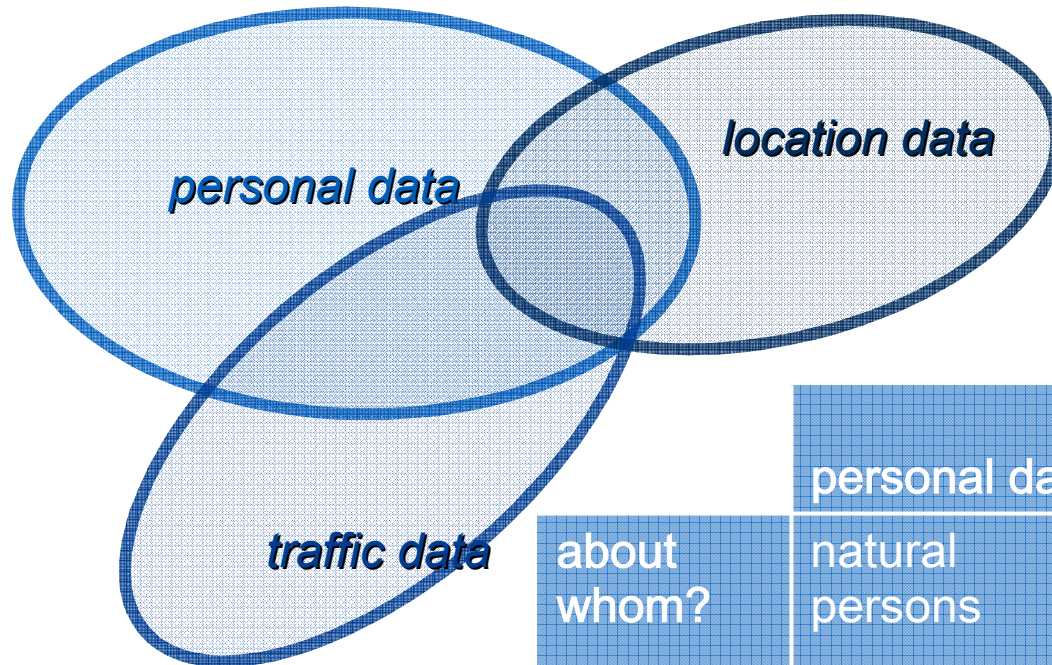 location data
personal data
traffic data
personal da
about
whom?
natural
persons